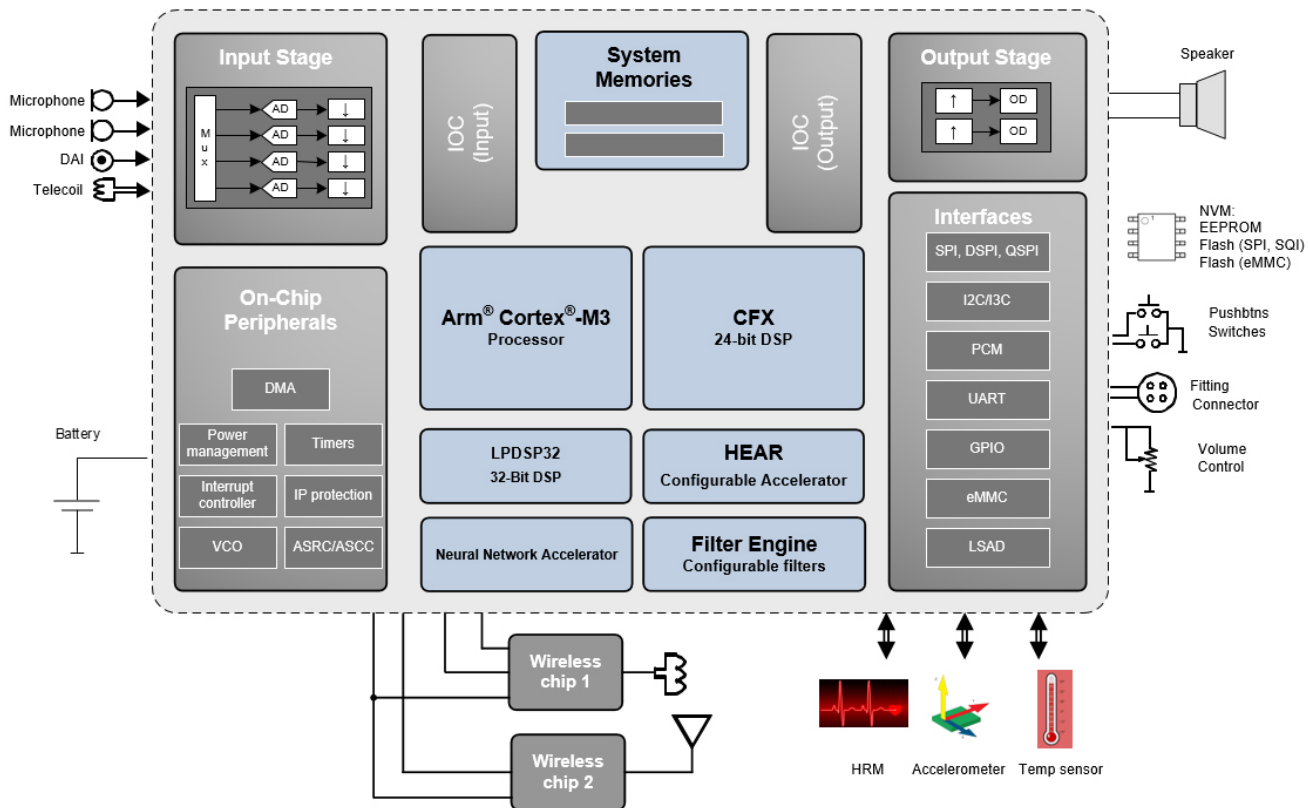 Input Stage
Mux
AD
↓
AD
↓
AD
↓
AD
↓
Microphone
Microphone
DAI
Telecoil
IOC
(Input)
System
Memories
IOC
(Output)
Output Stage
↑
OD
↑
OD
Speaker
On-Chip
Peripherals
DMA
Power
management
Timers
Interrupt
controller
IP protection
VCO
ASRC/ASCC
Battery
Arm® Cortex®-M3
Processor
CFX
24-bit DSP
LPDSP32
32-Bit DSP
HEAR
Configurable Accelerator
Neural Network Accelerator
Filter Engine
Configurable filters
Interfaces
SPI, DSPI, QSPI
I2C/I3C
PCM
UART
GPIO
eMMC
LSAD
1
NVM:
EEPROM
Flash (SPI, SQI)
Flash (eMMC)
Pushbtns
Switches
Fitting
Connector
Volume
Control
Wireless
chip 1
Wireless
chip 2
HRM
Accelerometer
Temp sensor